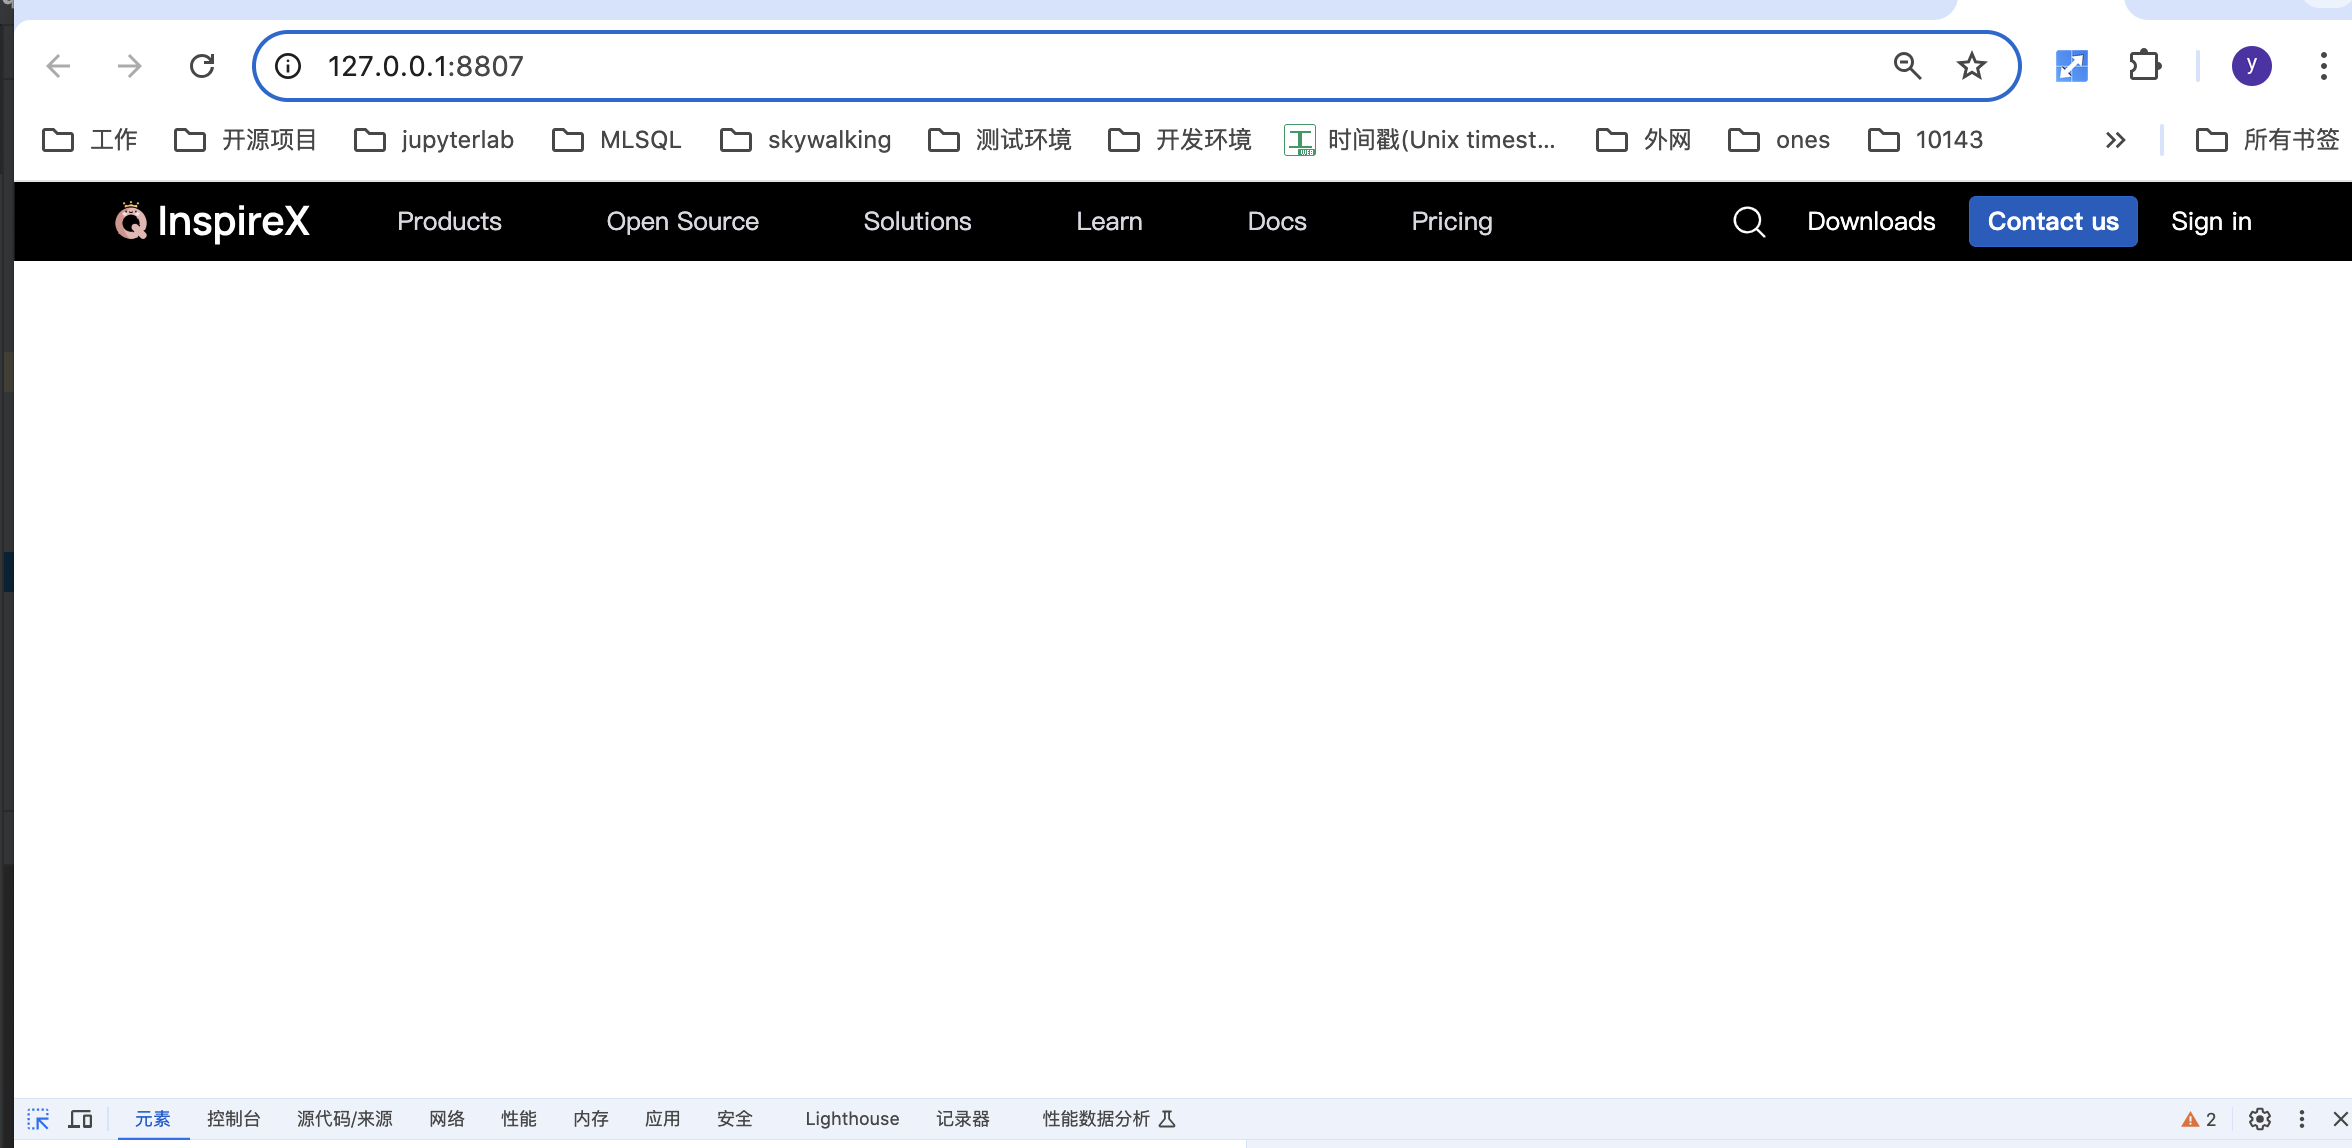 127.0.0.1:8807
工作 开源项目 jupyterlab MLSQL skywalking 测试环境 开发环境 时间戳(Unix timest... 外网 ones 10143 所有书签
InspireX Products Open Source Solutions Learn Docs Pricing Downloads Contact us Sign in
元素 控制台 源代码/来源 网络 性能 内存 应用 安全 Lighthouse 记录器 性能数据分析 2